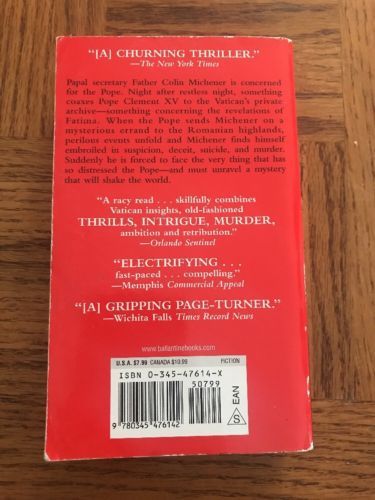 “[A] CHURNING THRILLER.”
—The New York Times
Papal secretary Father Colin Michener is concerned
for the Pope. Night after restless night, something
coaxes Pope Clement XV to the Vatican's private
archive—something concerning the revelations of
Fatima. When the Pope sends Michener on a
mysterious errand to the Romanian highlands,
perilous events unfold and Michener finds himself
embroiled in suspicion, deceit, suicide, and murder.
Suddenly he is forced to face the very thing that has
so distressed the Pope—and must unravel a mystery
that will shake the world.
“A racy read . . . skillfully combines
Vatican insights, old-fashioned
THRILLS, INTRIGUE, MURDER,
ambition and retribution.”
—Orlando Sentinel
“ELECTRIFYING . . .
fast-paced . . . compelling.”
—Memphis Commercial Appeal
“[A] GRIPPING PAGE-TURNER.”
—Wichita Falls Times Record News
www.ballantinebooks.com
U.S.A. $7.99 CANADA $10.99 FICTION
ISBN 0-345-47614-X
50799
9 780345 476142
S EAN